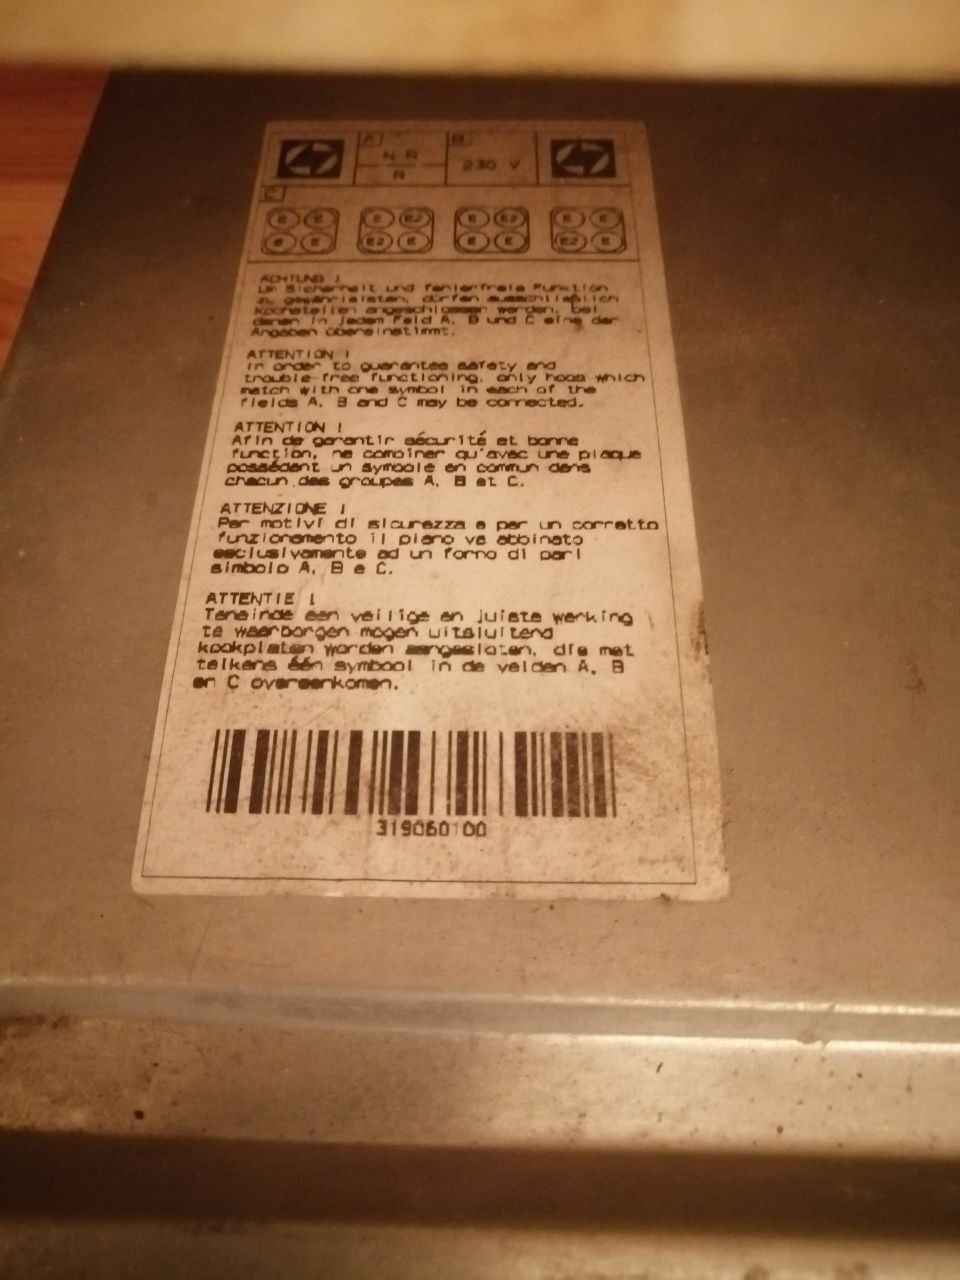 A
N R
R
B
230 V
C
E E E E2 E E2 E E
E E E2 E E E E2 E
ACHTUNG !
Um Sicherheit und fehlerfreie Funktion
zu gewährleisten, dürfen ausschließlich
Kochstellen angeschlossen werden, bei
denen in jedem Feld A, B und C eine der
Angaben übereinstimmt.
ATTENTION !
In order to guarantee safety and
trouble-free functioning, only hobs which
match with one symbol in each of the
fields A, B and C may be connected.
ATTENTION !
Afin de garantir sécurité et bonne
function, ne combiner qu'avec une plaque
possédant un symbole en commun dans
chacun des groupes A, B et C.
ATTENZIONE !
Per motivi di sicurezza e per un corretto
funzionamento il piano va abbinato
esclusivamente ad un forno di pari
simbolo A, B e C.
ATTENTIE !
Teneinde een veilige en juiste werking
te waarborgen mogen uitsluitend
kookplaten worden aangesloten, die met
telkens één symbool in de velden A, B
en C overeenkomen.
319060100